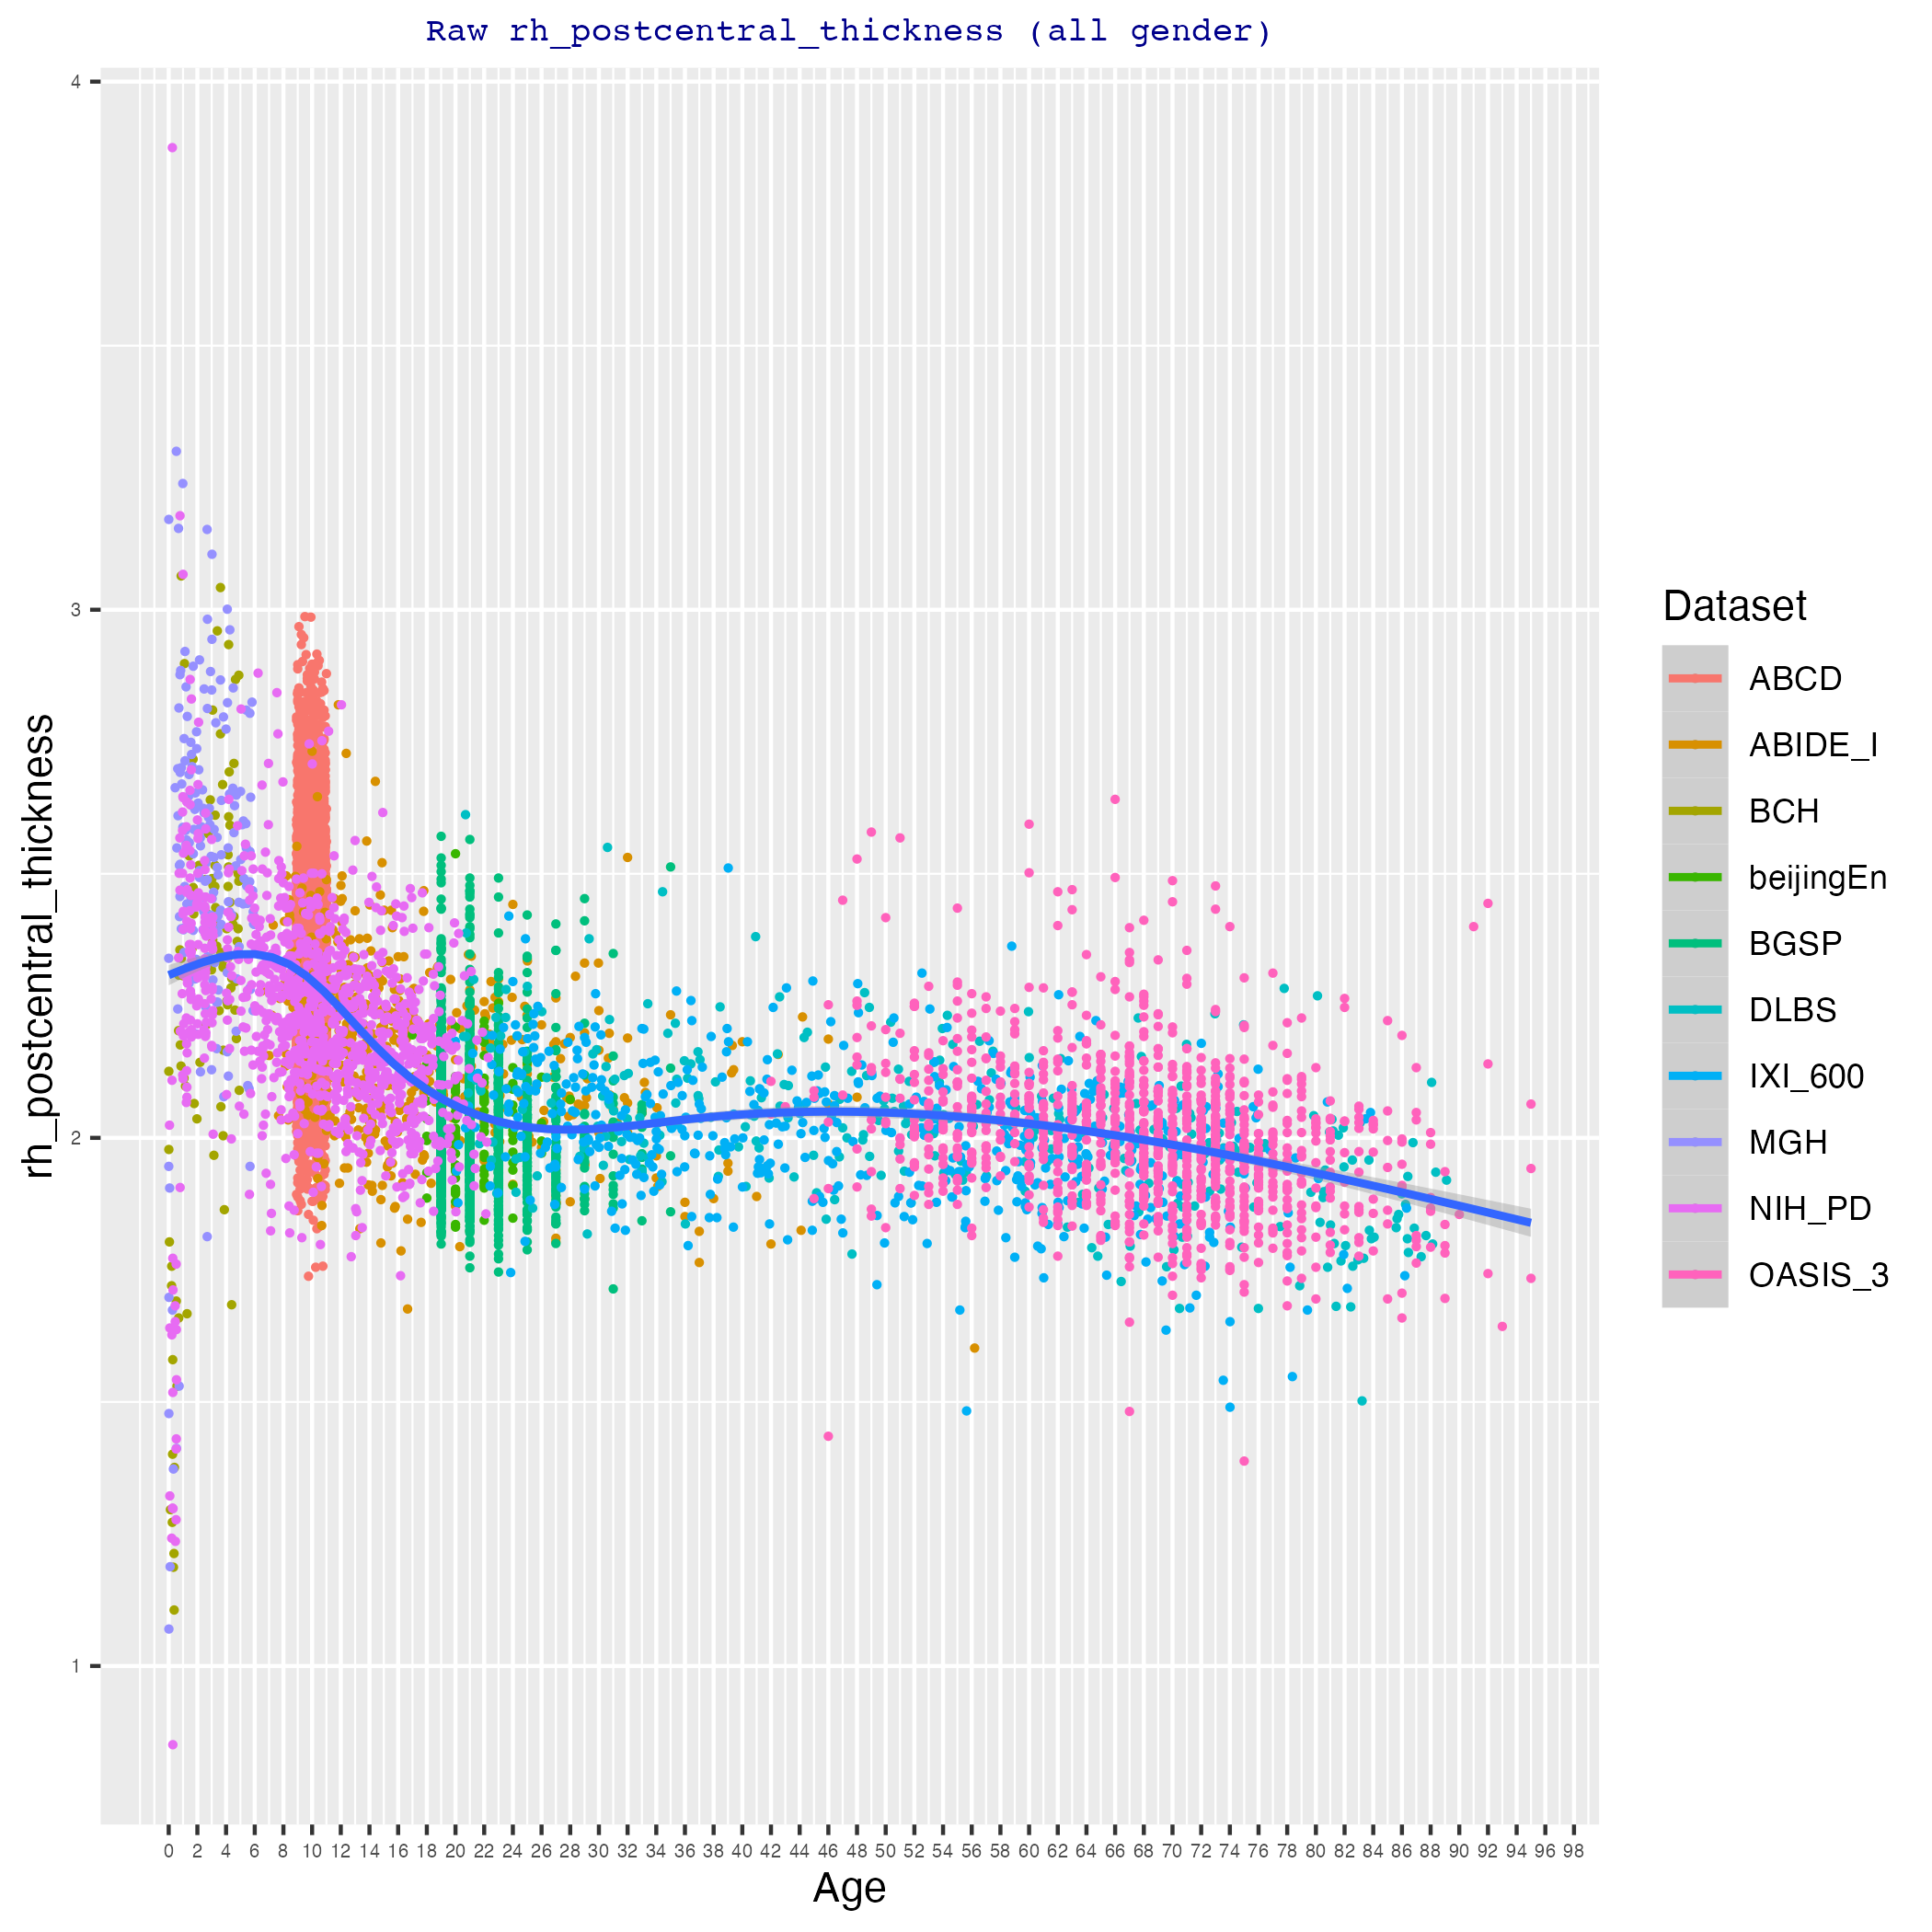 Raw rh_postcentral_thickness (all gender)
4
3
2
1
rh_postcentral_thickness
0 2 4 6 8 10 12 14 16 18 20 22 24 26 28 30 32 34 36 38 40 42 44 46 48 50 52 54 56 58 60 62 64 66 68 70 72 74 76 78 80 82 84 86 88 90 92 94 96 98
Age
Dataset
ABCD
ABIDE_I
BCH
beijingEn
BGSP
DLBS
IXI_600
MGH
NIH_PD
OASIS_3